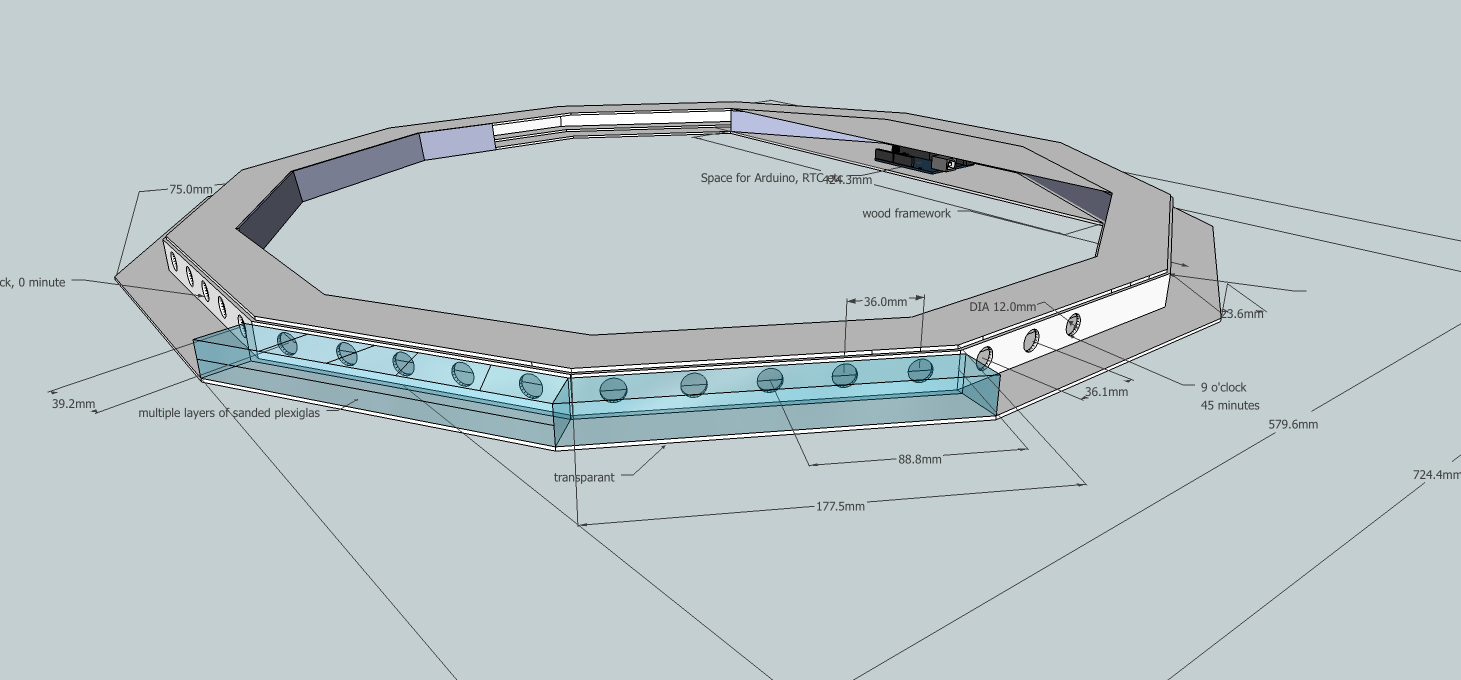 75.0mm
Space for Arduino, RTC etc
424.3mm
wood framework
ck, 0 minute
36.0mm
DIA 12.0mm
23.6mm
9 o'clock
45 minutes
36.1mm
39.2mm
multiple layers of sanded plexiglas
579.6mm
88.8mm
724.4mm
transparant
177.5mm